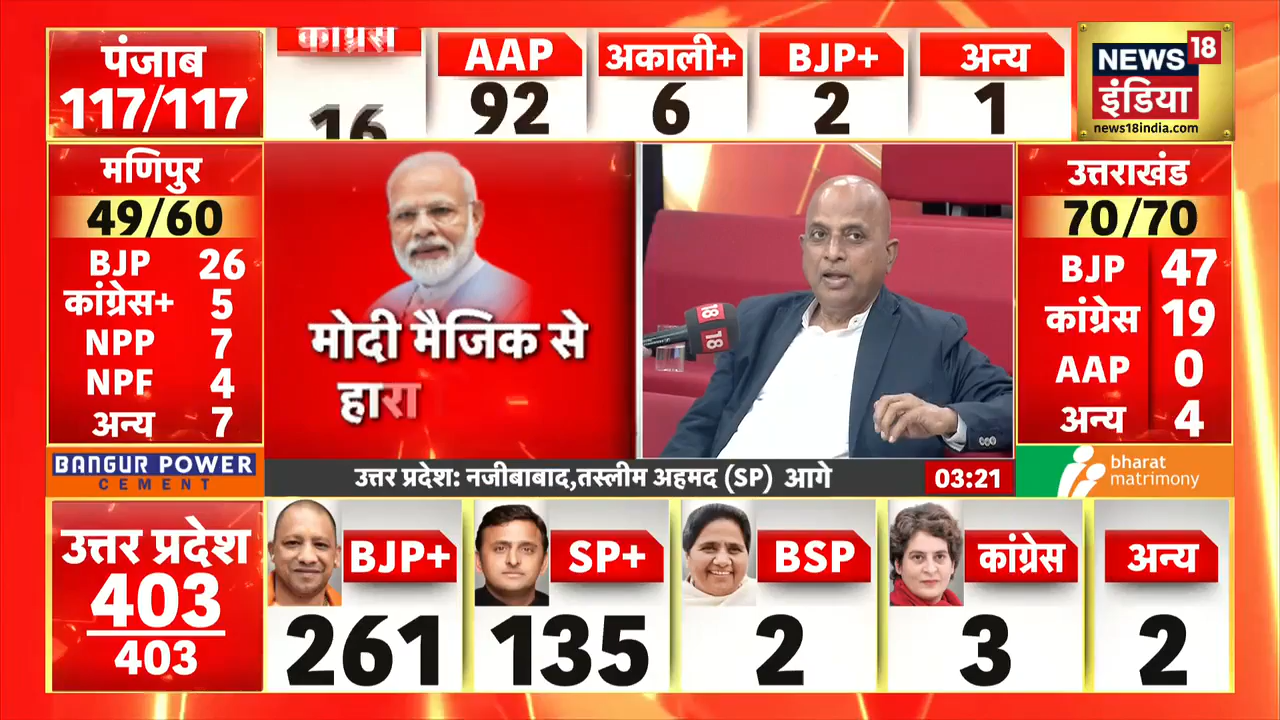 पंजाब
117/117
कांग्रेस
16
AAP
92
अकाली+
6
BJP+
2
अन्य
1
NEWS 18
इंडिया
news18india.com
मणिपुर
49/60
BJP 26
कांग्रेस+ 5
NPP 7
NPF 4
अन्य 7
मोदी मैजिक से
हारा
18
18
उत्तराखंड
70/70
BJP 47
कांग्रेस 19
AAP 0
अन्य 4
BANGUR POWER
CEMENT
उत्तर प्रदेश: नजीबाबाद,तस्लीम अहमद (SP) आगे
03:21
bharat
matrimony
उत्तर प्रदेश
403
403
BJP+
261
SP+
135
BSP
2
कांग्रेस
3
अन्य
2